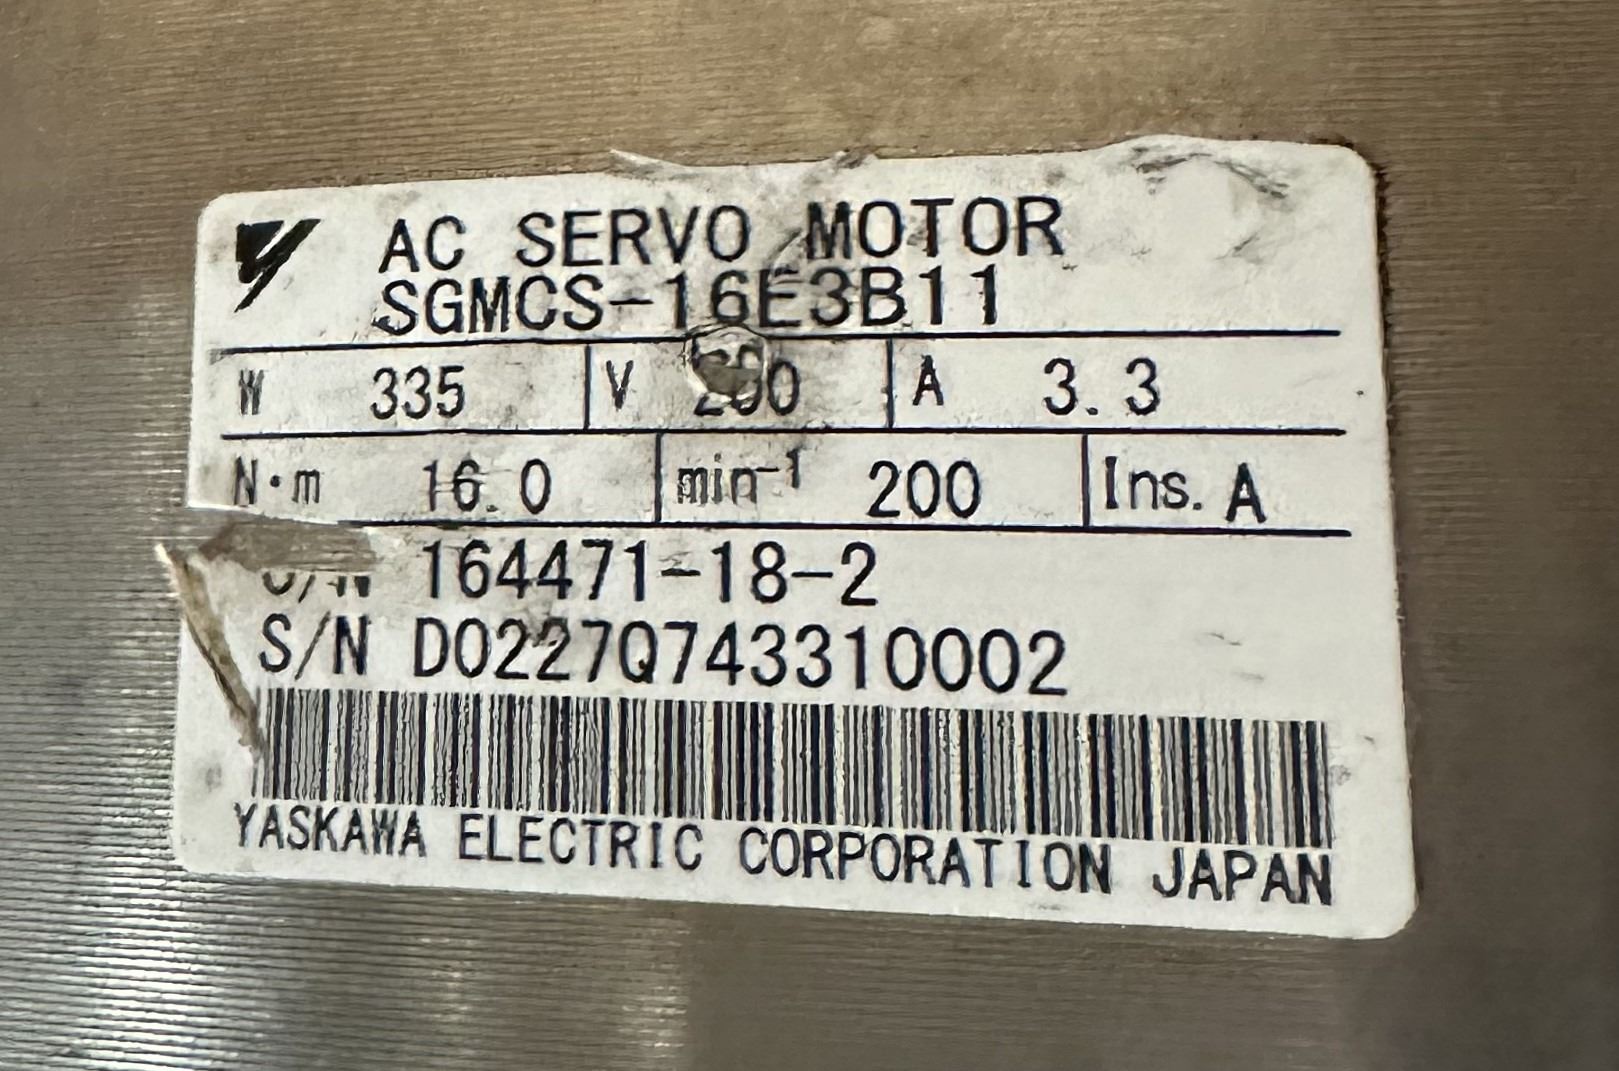 AC SERVO MOTOR
SGMCS-16E3B11
W 335 V 200 A 3.3
N·m 16.0 min⁻¹ 200 Ins. A
O/N 164471-18-2
S/N D0227Q743310002
YASKAWA ELECTRIC CORPORATION JAPAN